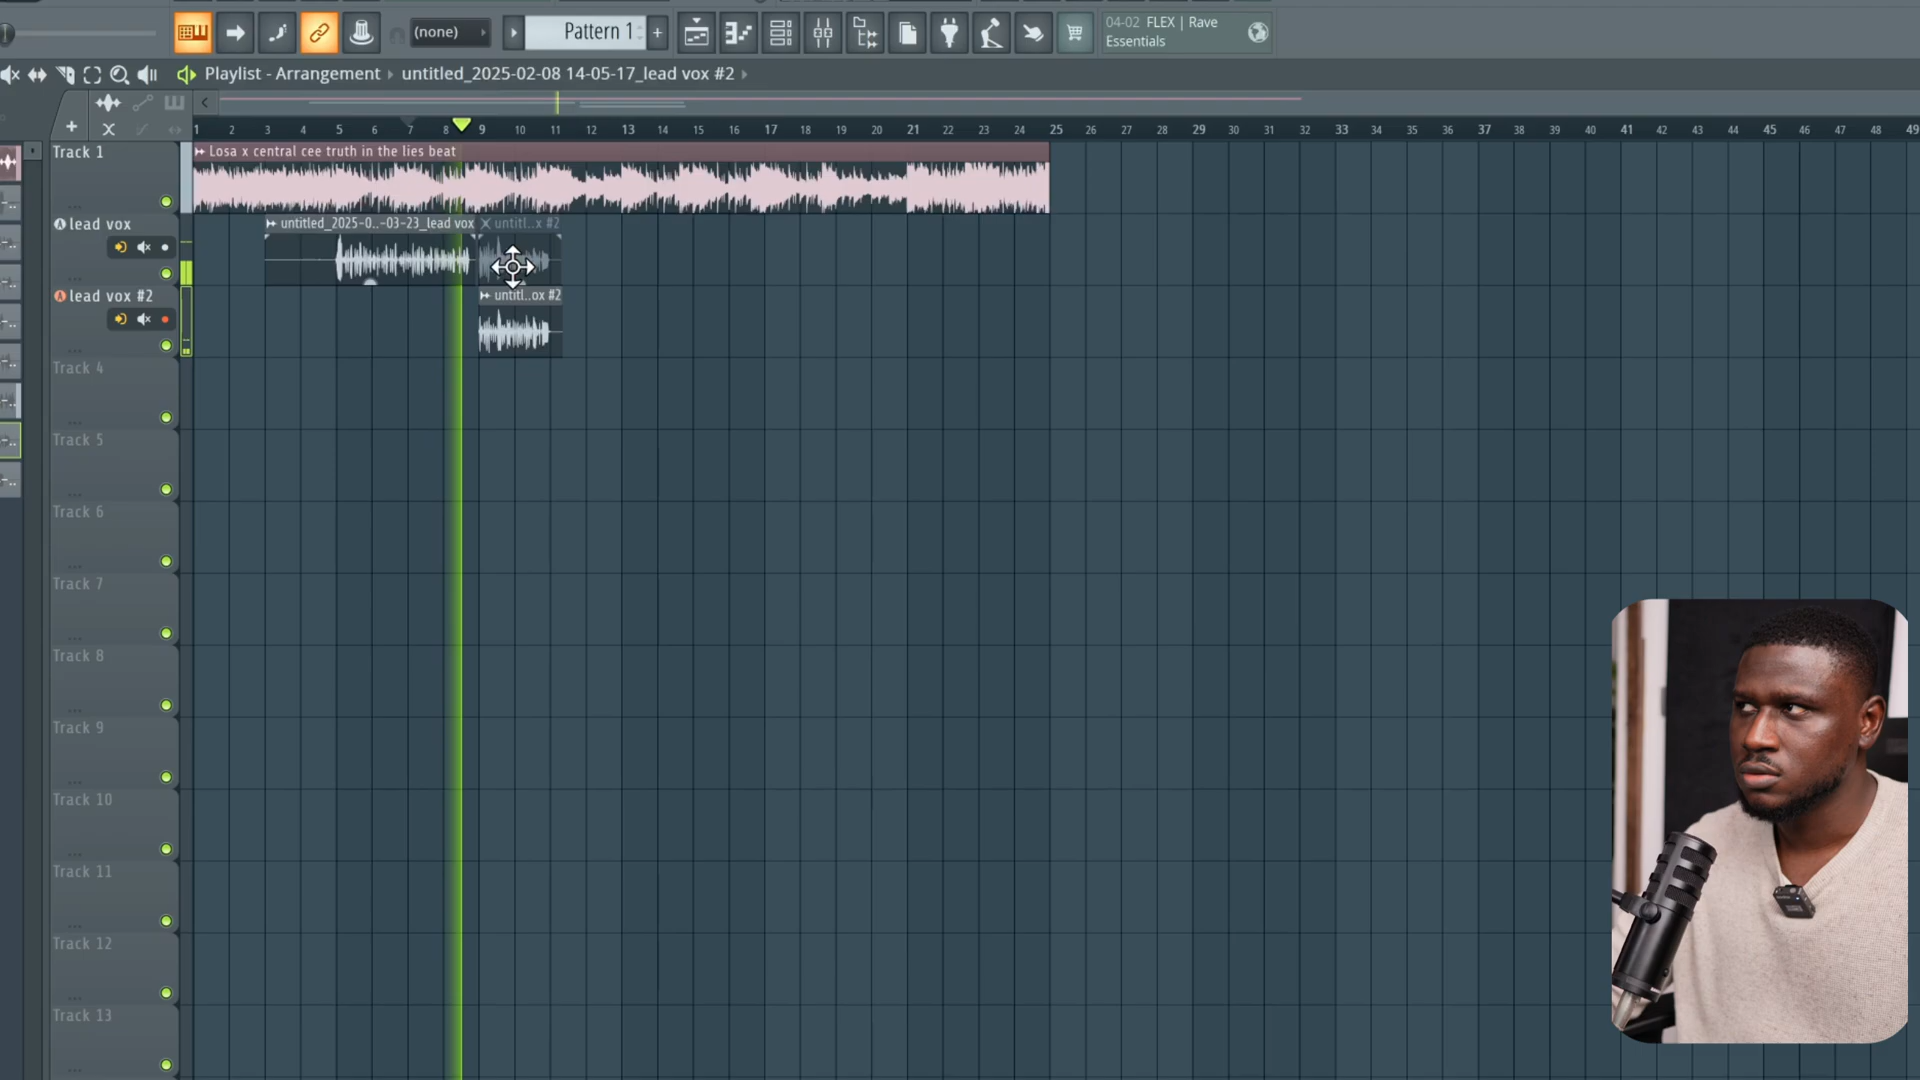 (none)
Pattern 1
+
04-02 FLEX | Rave
Essentials
Playlist - Arrangement
untitled_2025-02-08 14-05-17_lead vox #2
1 2 3 4 5 6 7 8 9 10 11 12 13 14 15 16 17 18 19 20 21 22 23 24 25 26 27 28 29 30 31 32 33 34 35 36 37 38 39 40 41 42 43 44 45 46 47 48 49
Track 1
Losa x central cee truth in the lies beat
lead vox
untitled_2025-0..-03-23_lead vox
untitl..x #2
lead vox #2
untitl..ox #2
Track 4
Track 5
Track 6
Track 7
Track 8
Track 9
Track 10
Track 11
Track 12
Track 13